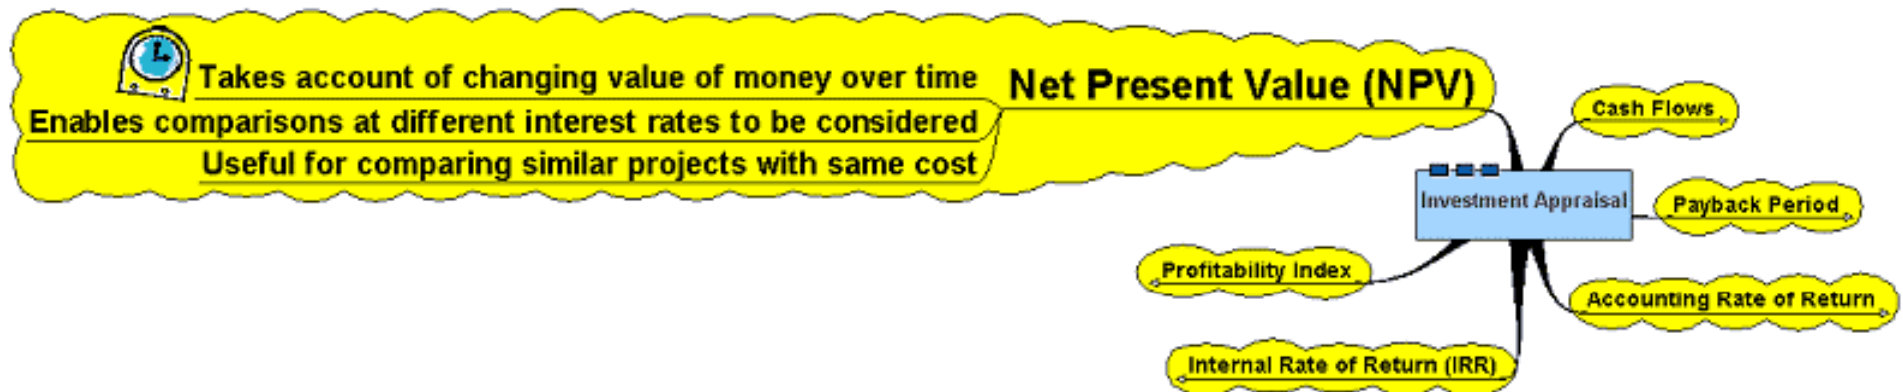 Takes account of changing value of money over time
Enables comparisons at different interest rates to be considered
Useful for comparing similar projects with same cost
Net Present Value (NPV)
Cash Flows
Investment Appraisal
Payback Period
Profitability Index
Accounting Rate of Return
Internal Rate of Return (IRR)